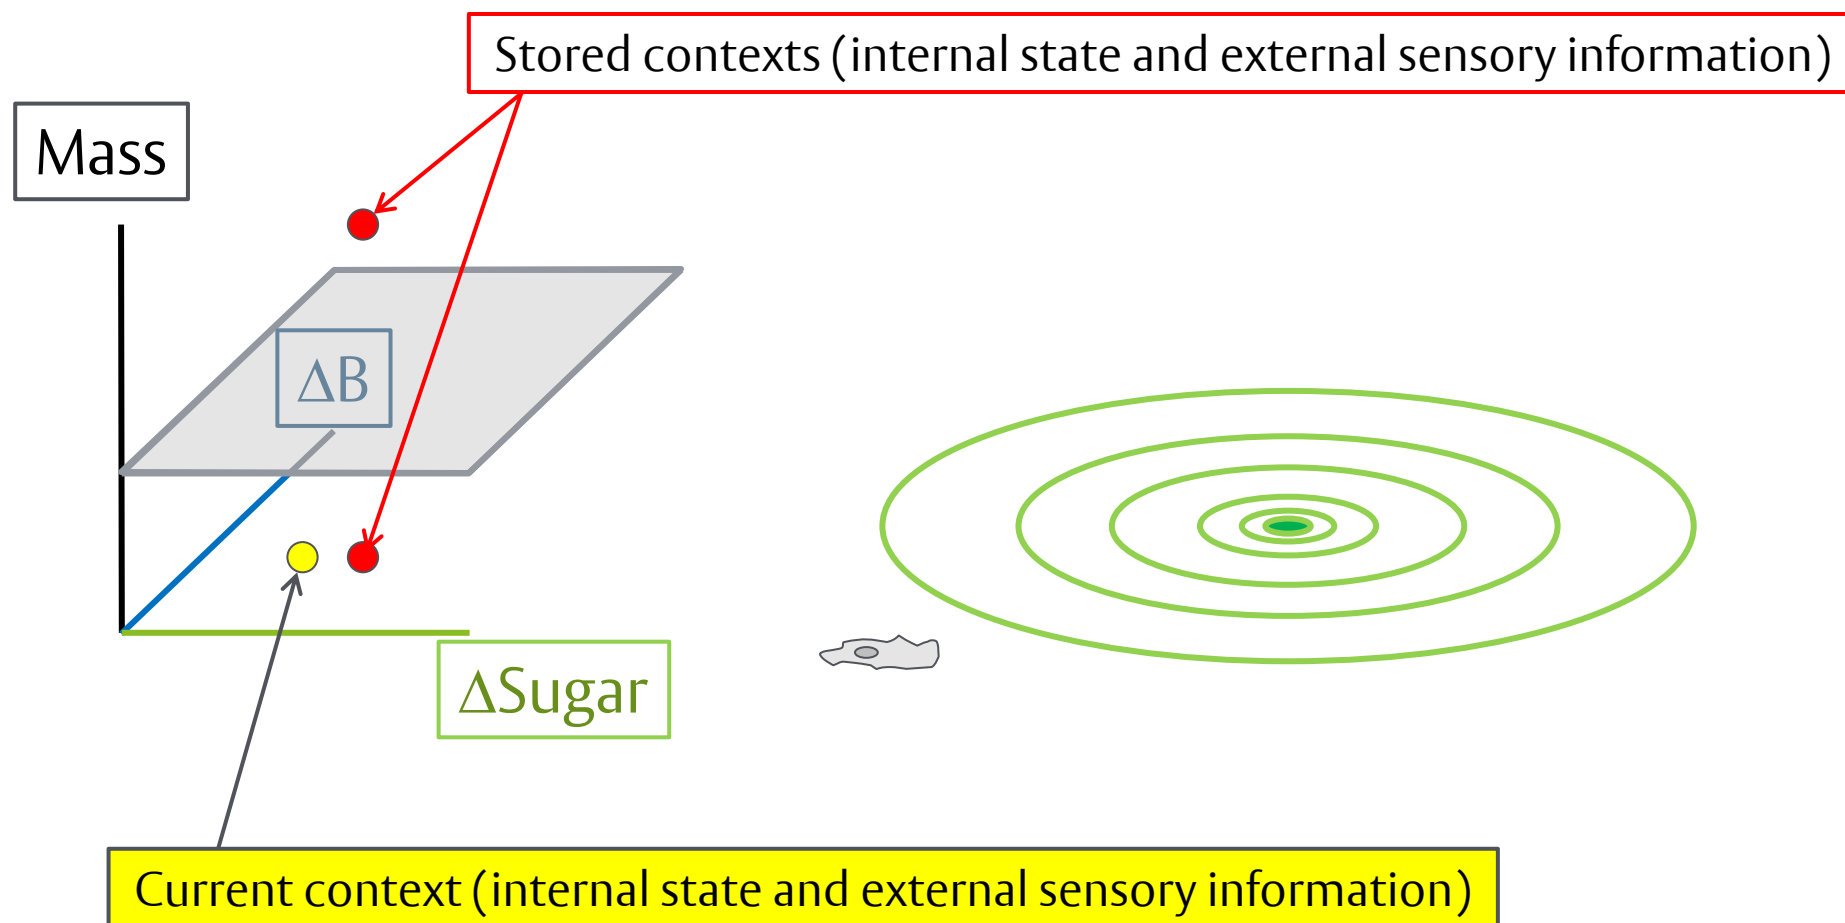 Stored contexts (internal state and external sensory information)
Mass
ΔB
ΔSugar
Current context (internal state and external sensory information)